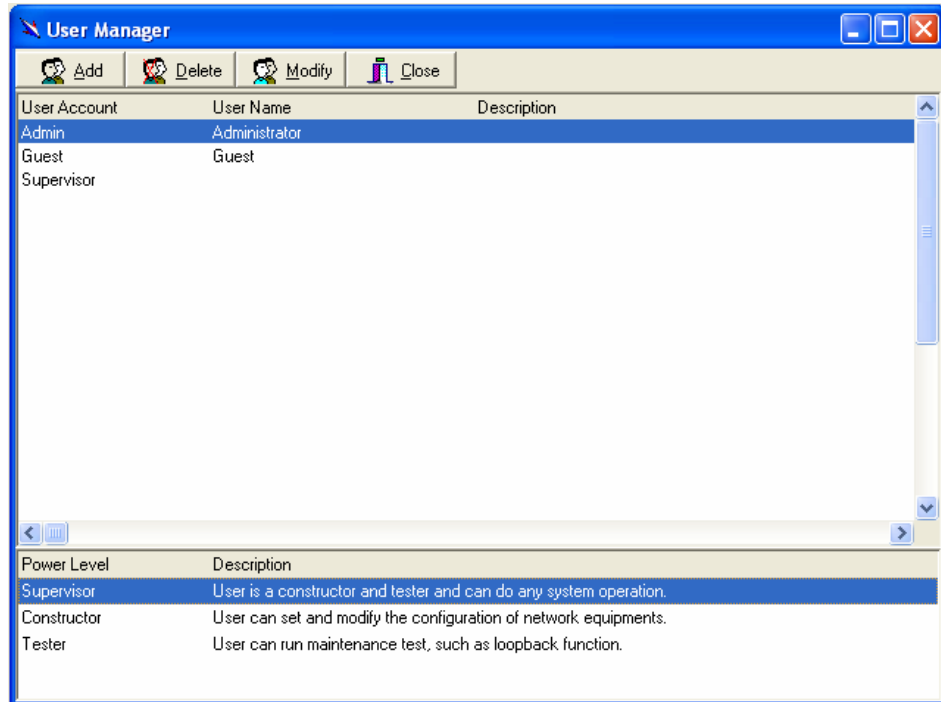 User Manager
Add Delete Modify Close
User Account User Name Description
Admin Administrator
Guest Guest
Supervisor
Power Level Description
Supervisor User is a constructor and tester and can do any system operation.
Constructor User can set and modify the configuration of network equipments.
Tester User can run maintenance test, such as loopback function.